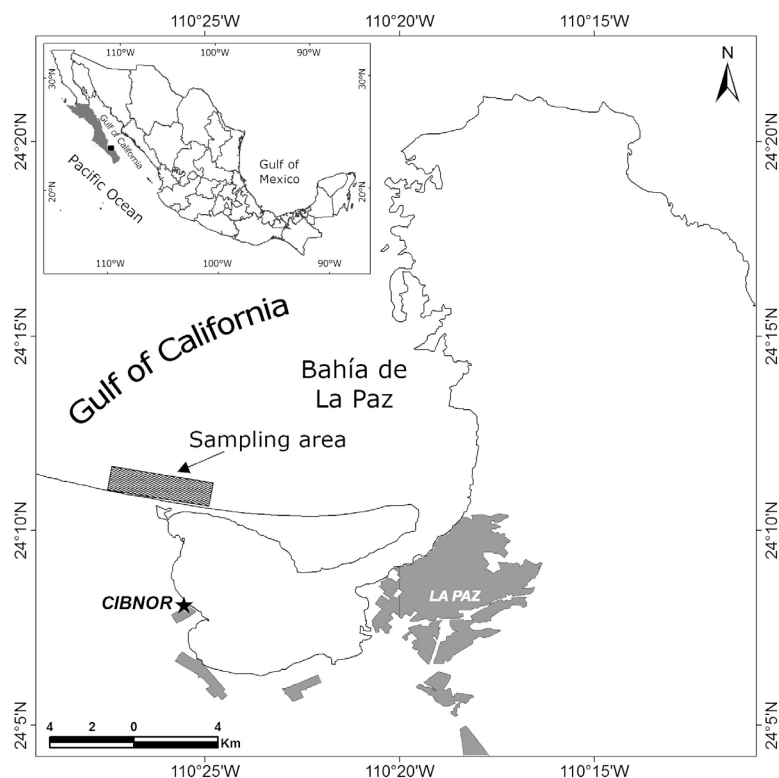 110°25'W 110°20'W 110°15'W
110°W 100°W 90°W
N
30°N 30°N
Gulf of California
24°20'N 24°20'N
Gulf of
Mexico
Pacific Ocean
20°N 20°N
110°W 100°W 90°W
Gulf of California
24°15'N 24°15'N
Bahía de
La Paz
Sampling area
24°10'N 24°10'N
CIBNOR
LA PAZ
24°5'N 24°5'N
4 2 0 4
Km
110°25'W 110°20'W 110°15'W